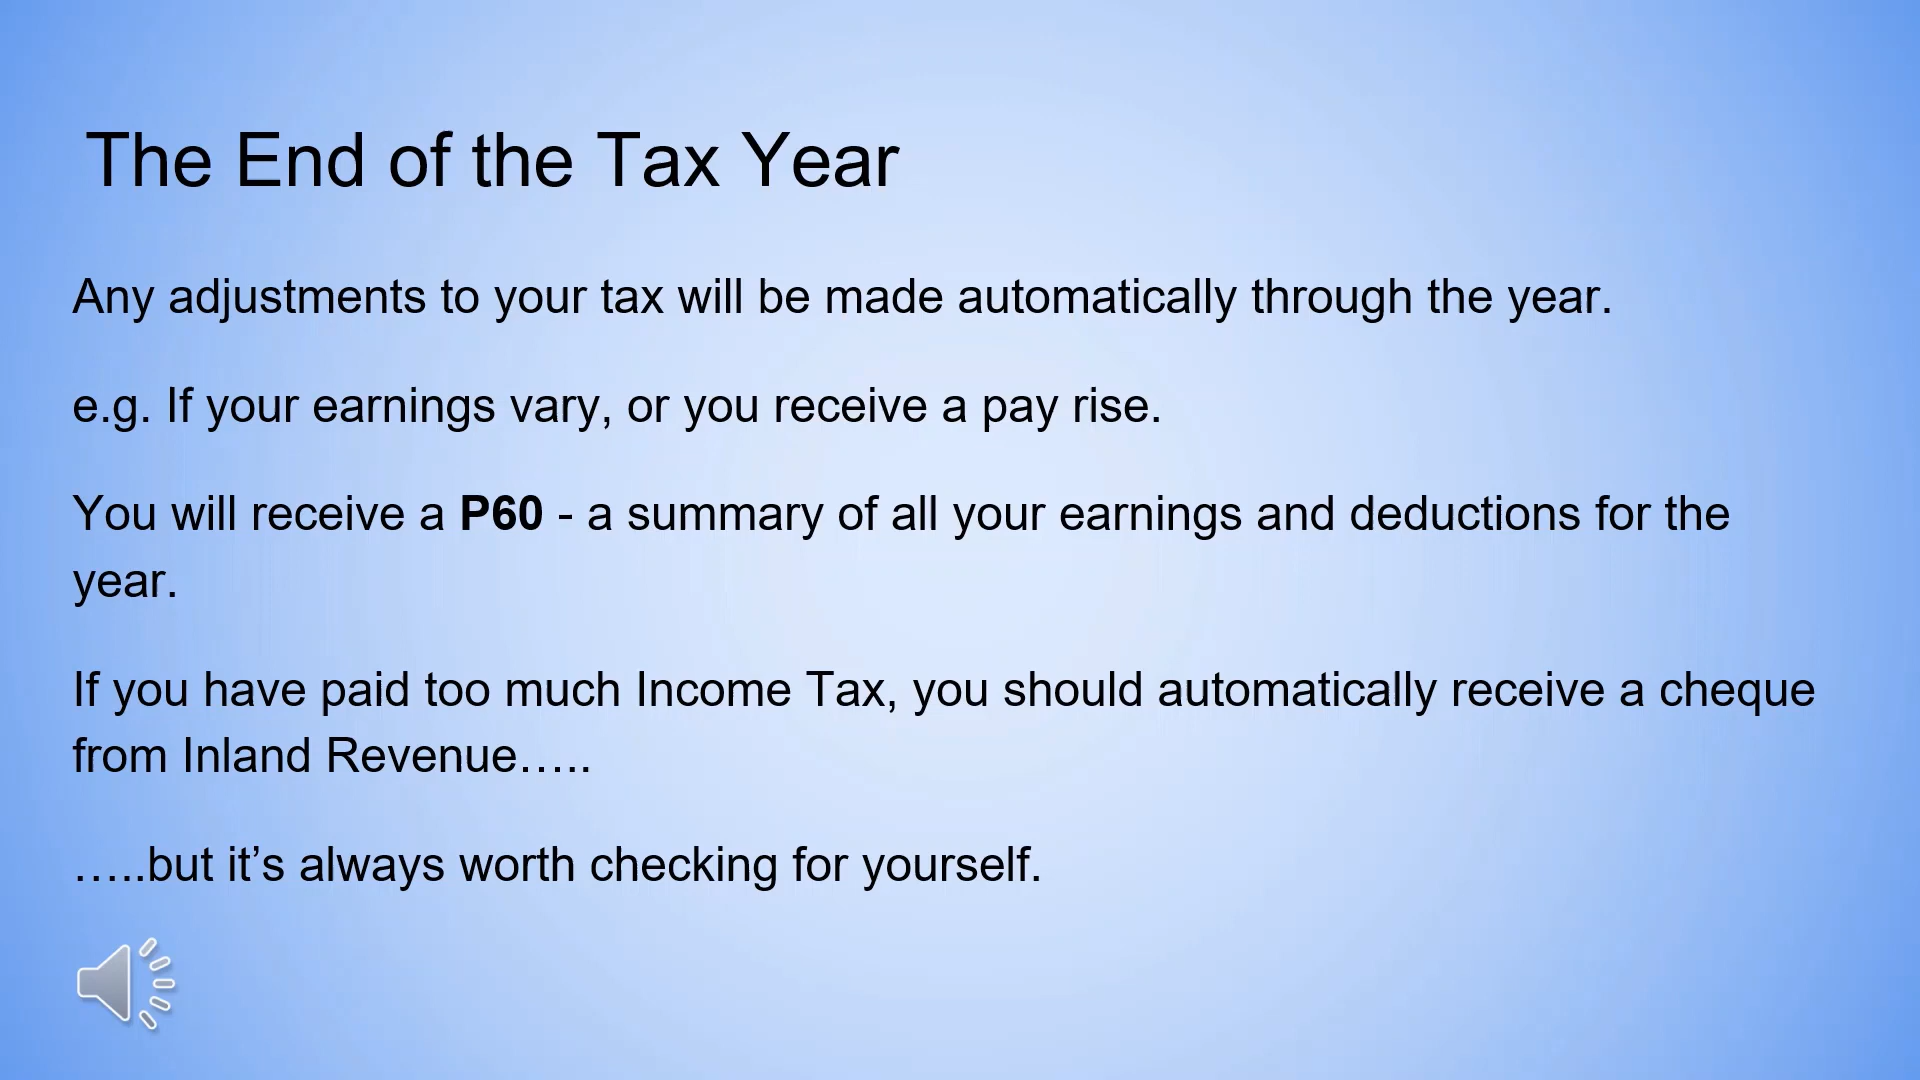 The End of the Tax Year
Any adjustments to your tax will be made automatically through the year.
e.g. If your earnings vary, or you receive a pay rise.
You will receive a P60 - a summary of all your earnings and deductions for the
year.
If you have paid too much Income Tax, you should automatically receive a cheque
from Inland Revenue…..
…..but it’s always worth checking for yourself.